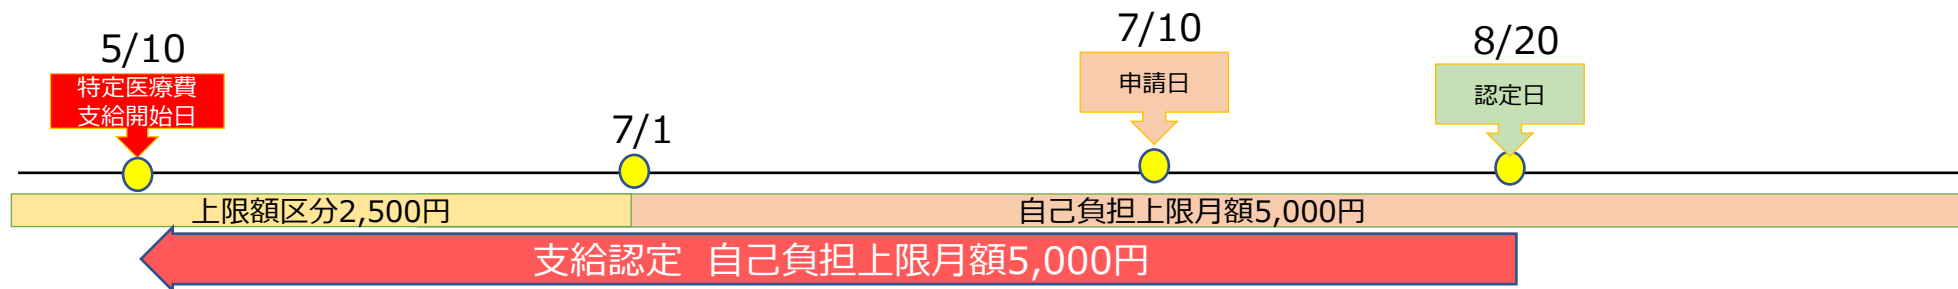 5/10
特定医療費
支給開始日
7/1
7/10
申請日
8/20
認定日
上限額区分2,500円
自己負担上限月額5,000円
支給認定 自己負担上限月額5,000円